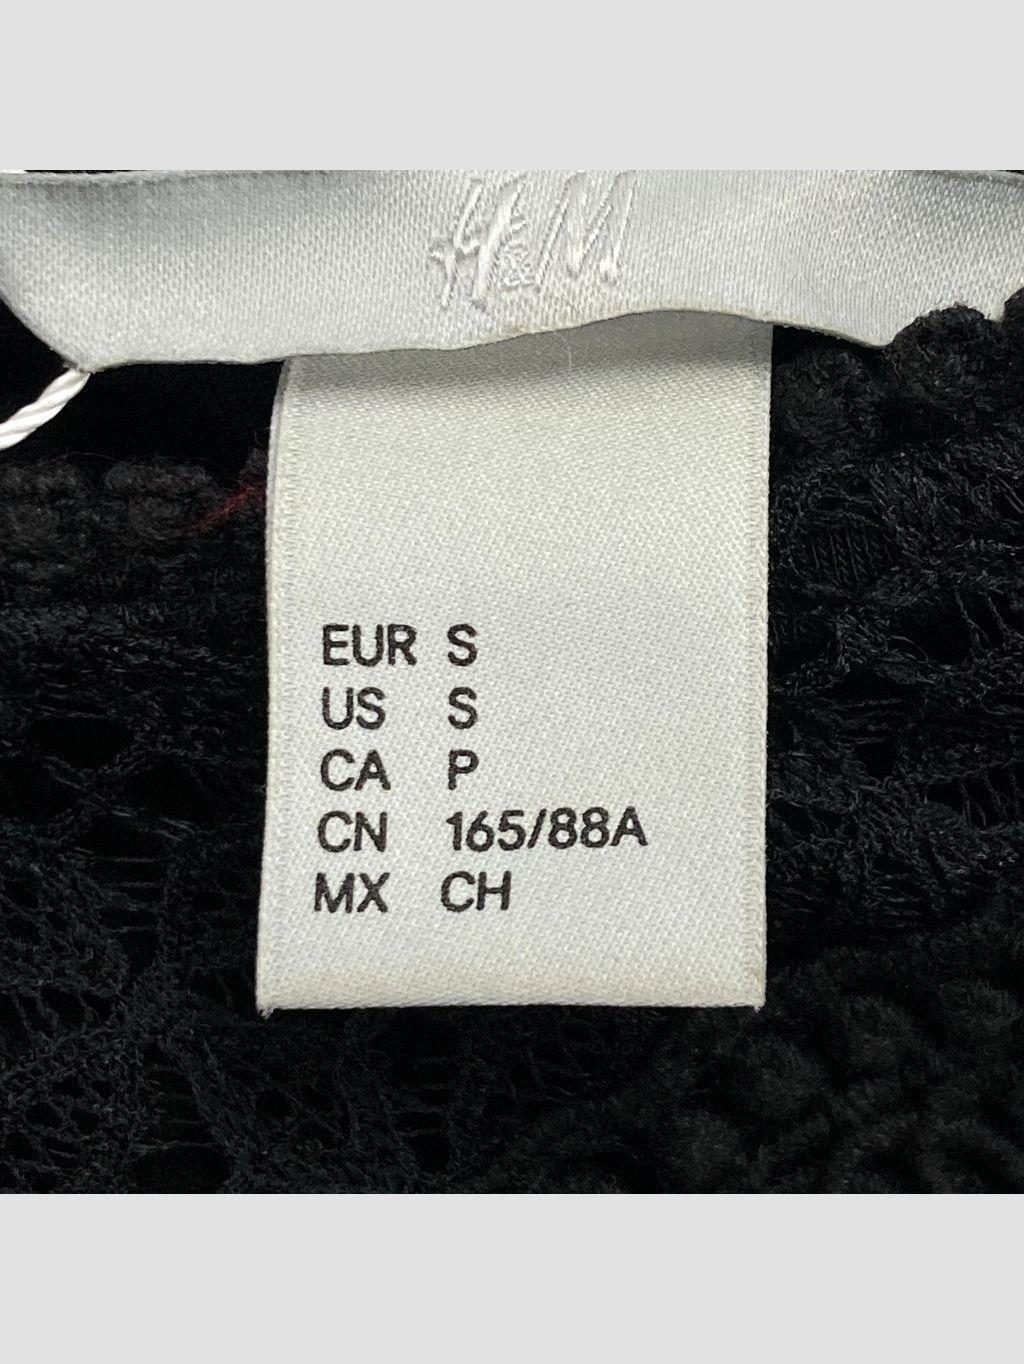 H&M
EUR S
US S
CA P
CN 165/88A
MX CH